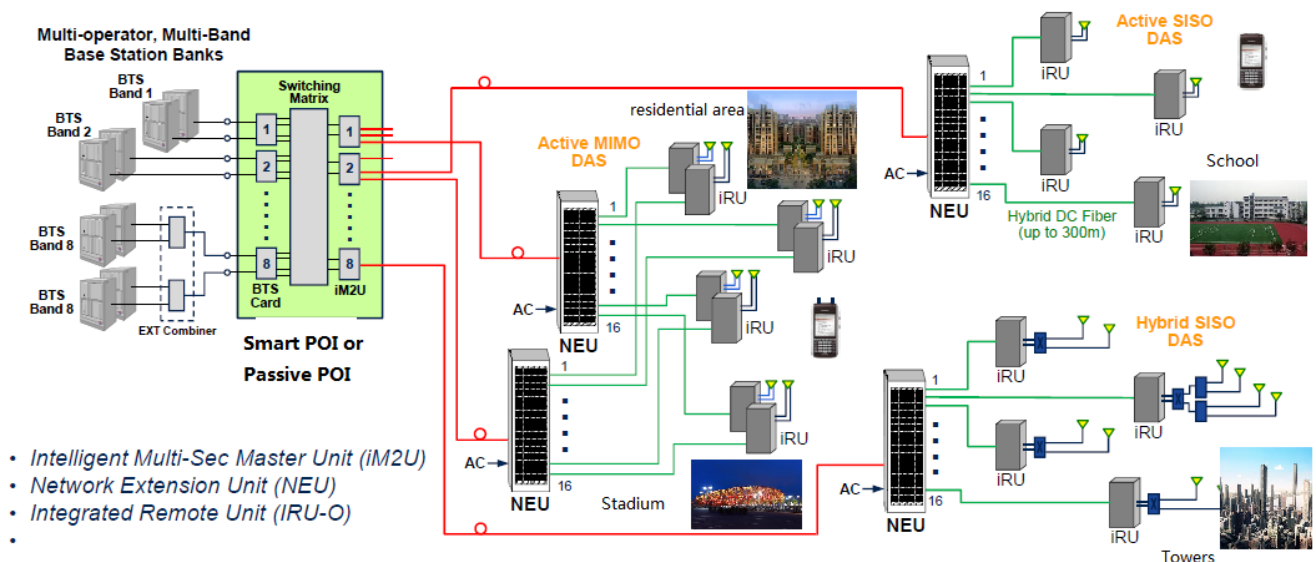 Multi-operator, Multi-Band
Base Station Banks
BTS
Band 1
BTS
Band 2
BTS
Band 8
BTS
Band 8
EXT Combiner
Switching
Matrix
1
2
8
BTS
Card
1
2
8
iM2U
Smart POI or
Passive POI
• Intelligent Multi-Sec Master Unit (iM2U)
• Network Extension Unit (NEU)
• Integrated Remote Unit (IRU-O)
•
Active MIMO
DAS
residential area
1
16
AC
NEU
iRU
iRU
iRU
1
16
AC
NEU
iRU
Stadium
Active SISO
DAS
1
16
AC
NEU
iRU
iRU
iRU
iRU
Hybrid DC Fiber
(up to 300m)
School
Hybrid SISO
DAS
1
16
AC
NEU
iRU
X
iRU
X
iRU
X
iRU
X
Towers